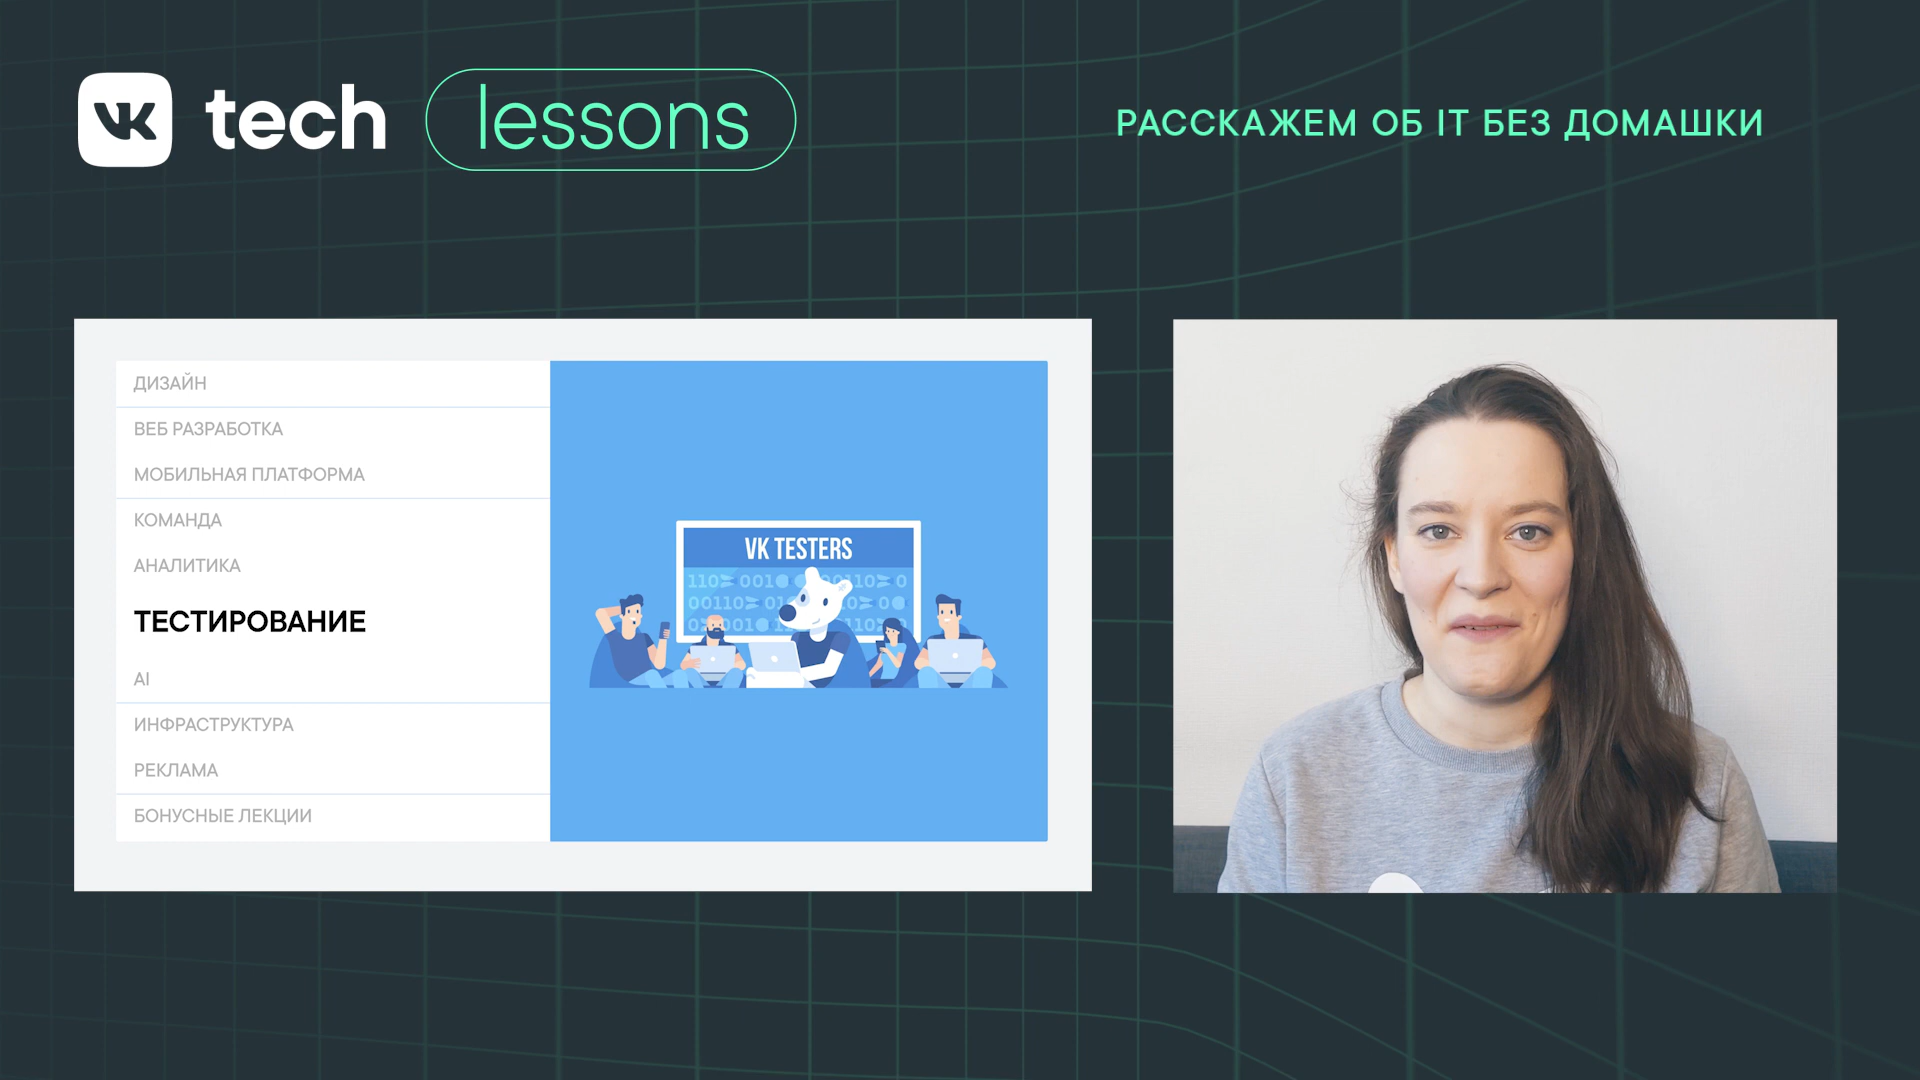 VK tech lessons
РАССКАЖЕМ ОБ IT БЕЗ ДОМАШКИ
ДИЗАЙН
ВЕБ РАЗРАБОТКА
МОБИЛЬНАЯ ПЛАТФОРМА
КОМАНДА
АНАЛИТИКА
ТЕСТИРОВАНИЕ
AI
ИНФРАСТРУКТУРА
РЕКЛАМА
БОНУСНЫЕ ЛЕКЦИИ
VK TESTERS